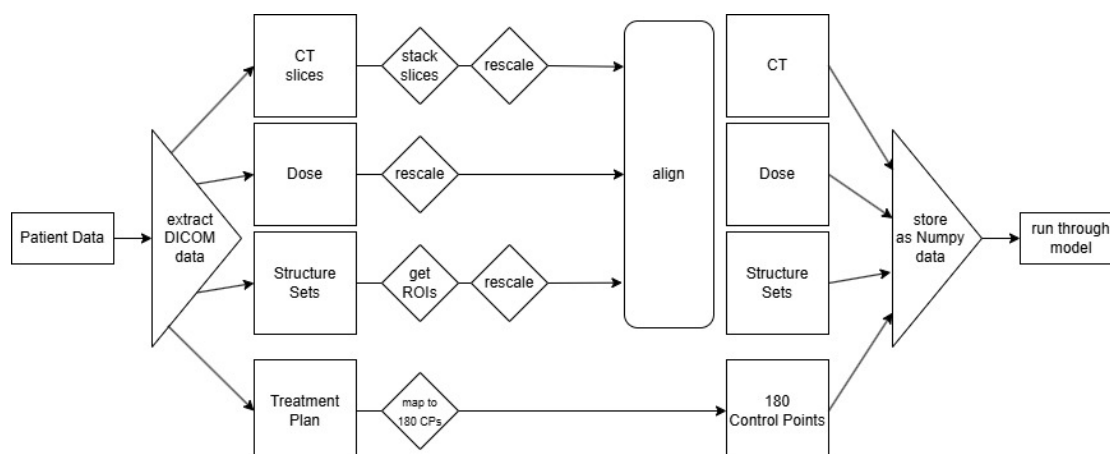 Patient Data
extract
DICOM
data
CT
slices
stack
slices
rescale
Dose
rescale
Structure
Sets
get
ROIs
rescale
Treatment
Plan
map to
180 CPs
align
CT
Dose
Structure
Sets
180
Control Points
store
as Numpy
data
run through
model